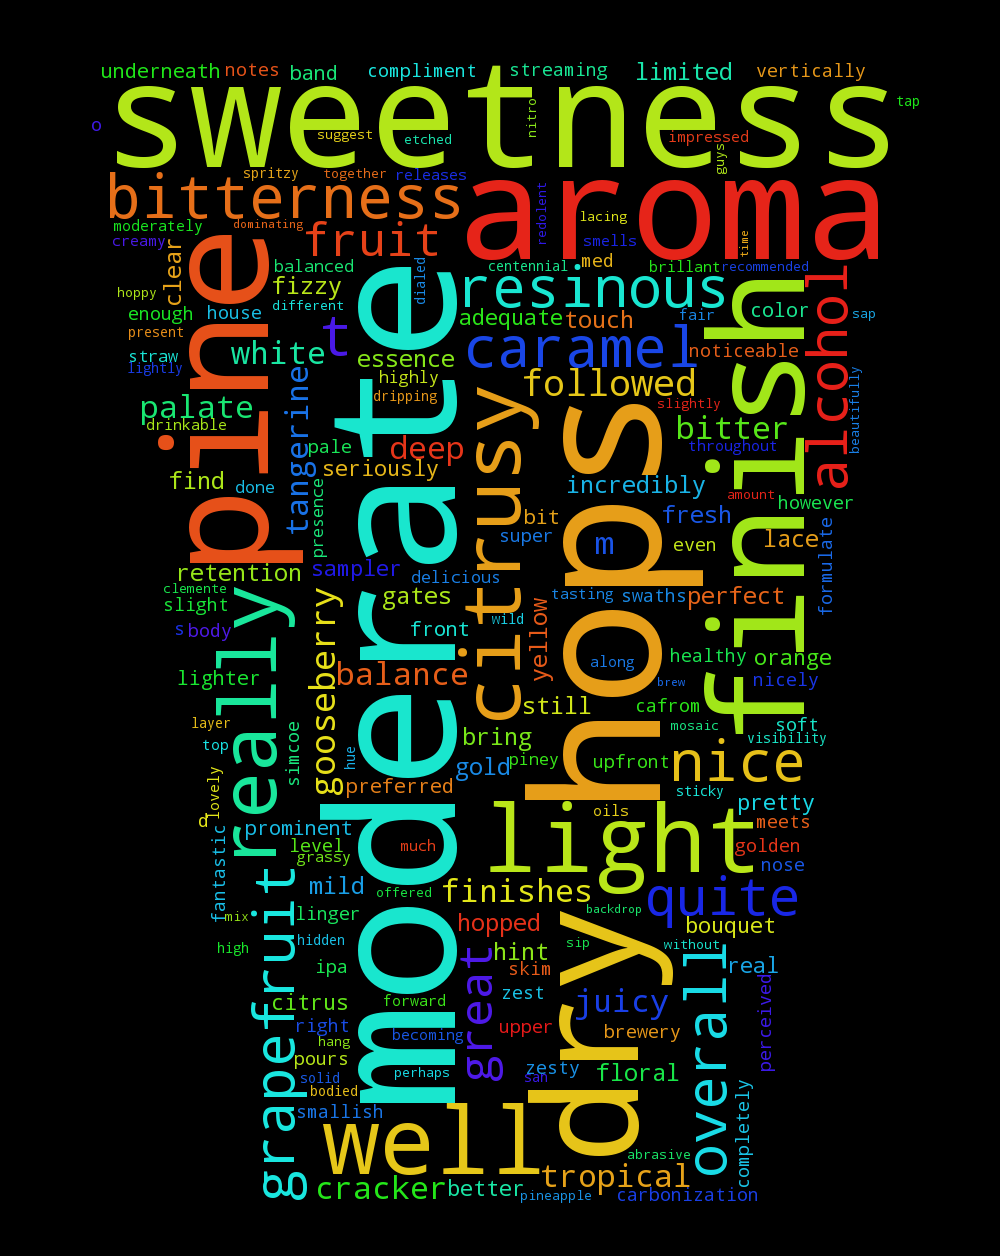 underneath notes band compliment streaming limited vertically
sweetness
tap
o
suggest etched nitro impressed guys
spritzy together releases
bitterness aroma
moderately dominating fruit redolent lacing smells time
creamy clear balanced dialed centennial med brillant recommended
hoppy fizzy resinous finish color alcohol
enough house different adequate touch fair sap
present pine moderate t
straw white essence caramel noticeable
lightly tangerine highly followed beautifully
palate dripping citrusy hops slightly
drinkable pale deep bitter
seriously throughout
find done presence incredibly amount however
bit fresh formulate
super m even lace
retention sampler delicious
clemente gooseberry gates tasting swaths perfect
slight really wild yellow
s body front along healthy orange
lighter balance brew nicely
still cafrom
layer simcoe mosaic soft
top hue bring visibility
lovely gold piney upfront nice
preferred sticky pretty
d oils meets
prominent light
fantastic level much golden
grassy nose
grapefruit mild offered finishes quite
mix linger backdrop
hopped dry bouquet
high hidden great hint sip without overall
ipa skim real
citrus forward zest juicy perceived
right becoming upper brewery
hang
pours perhaps zesty floral
solid san
bodied completely
smallish
well
abrasive
tropical
cracker better pineapple carbonization